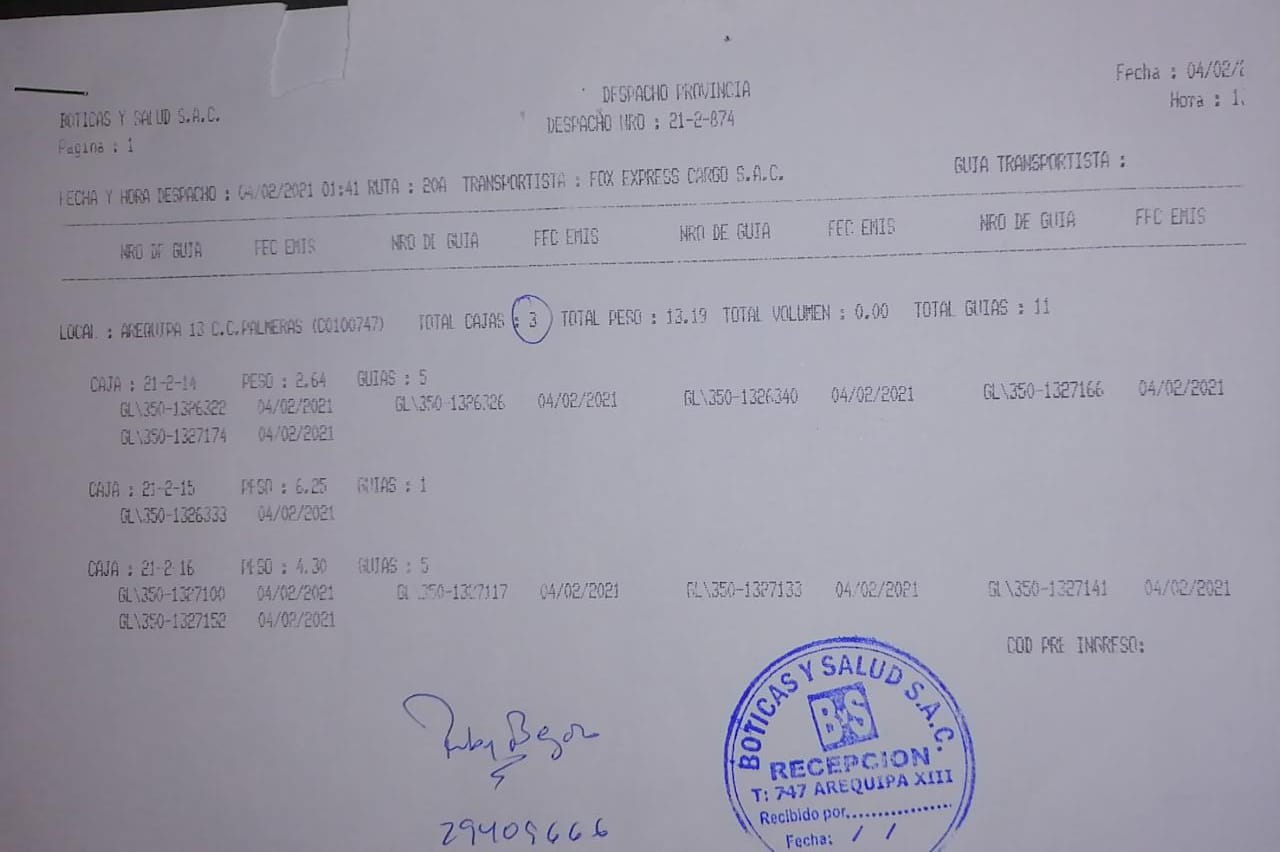 Fecha : 04/02/2
DESPACHO PROVINCIA
Hora : 1
BOTICAS Y SALUD S.A.C.
DESPACHO NRO : 21-2-874
Pagina : 1
GUIA TRANSPORTISTA :
FECHA Y HORA DESPACHO : 04/02/2021 01:41 RUTA : 20A TRANSPORTISTA : FOX EXPRESS CARGO S.A.C.
NRO DE GUIA FEC EMIS NRO DE GUIA FEC EMIS NRO DE GUIA FEC EMIS NRO DE GUIA FEC EMIS
LOCAL : AREQUIPA 13 C.C.PALMERAS (C0100747) TOTAL CAJAS : 3 TOTAL PESO : 13.19 TOTAL VOLUMEN : 0.00 TOTAL GUIAS : 11
CAJA : 21-2-14 PESO : 2.64 GUIAS : 5
GL\350-1326322 04/02/2021 GL\350-1326326 04/02/2021 GL\350-1326340 04/02/2021 GL\350-1327166 04/02/2021
GL\350-1327174 04/02/2021
CAJA : 21-2-15 PESO : 6.25 GUIAS : 1
GL\350-1326333 04/02/2021
CAJA : 21-2-16 PESO : 4.30 GUIAS : 5
GL\350-1327100 04/02/2021 GL\350-1327117 04/02/2021 GL\350-1327133 04/02/2021 GL\350-1327141 04/02/2021
GL\350-1327152 04/02/2021
COD PRE INGRESO:
BOTICAS Y SALUD S.A.C.
B S
RECEPCION
T: 747 AREQUIPA XIII
Recibido por................
Fecha: / /
29409666